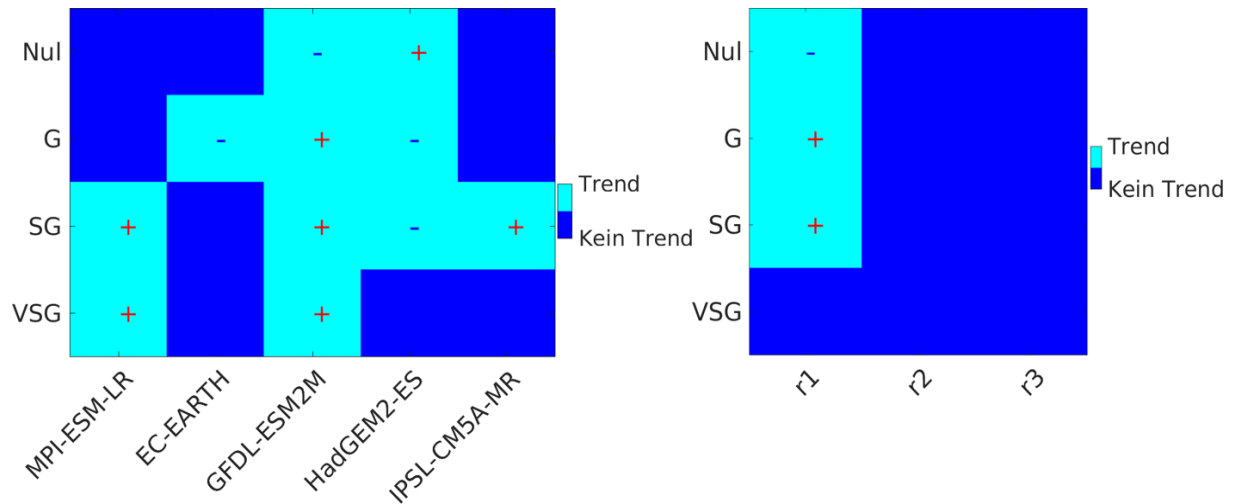 Nul
G
SG
VSG
- +
- + -
+ + - +
+ +
MPI-ESM-LR
EC-EARTH
GFDL-ESM2M
HadGEM2-ES
IPSL-CM5A-MR
Trend
Kein Trend
Nul
G
SG
VSG
-
+
+
r1
r2
r3
Trend
Kein Trend